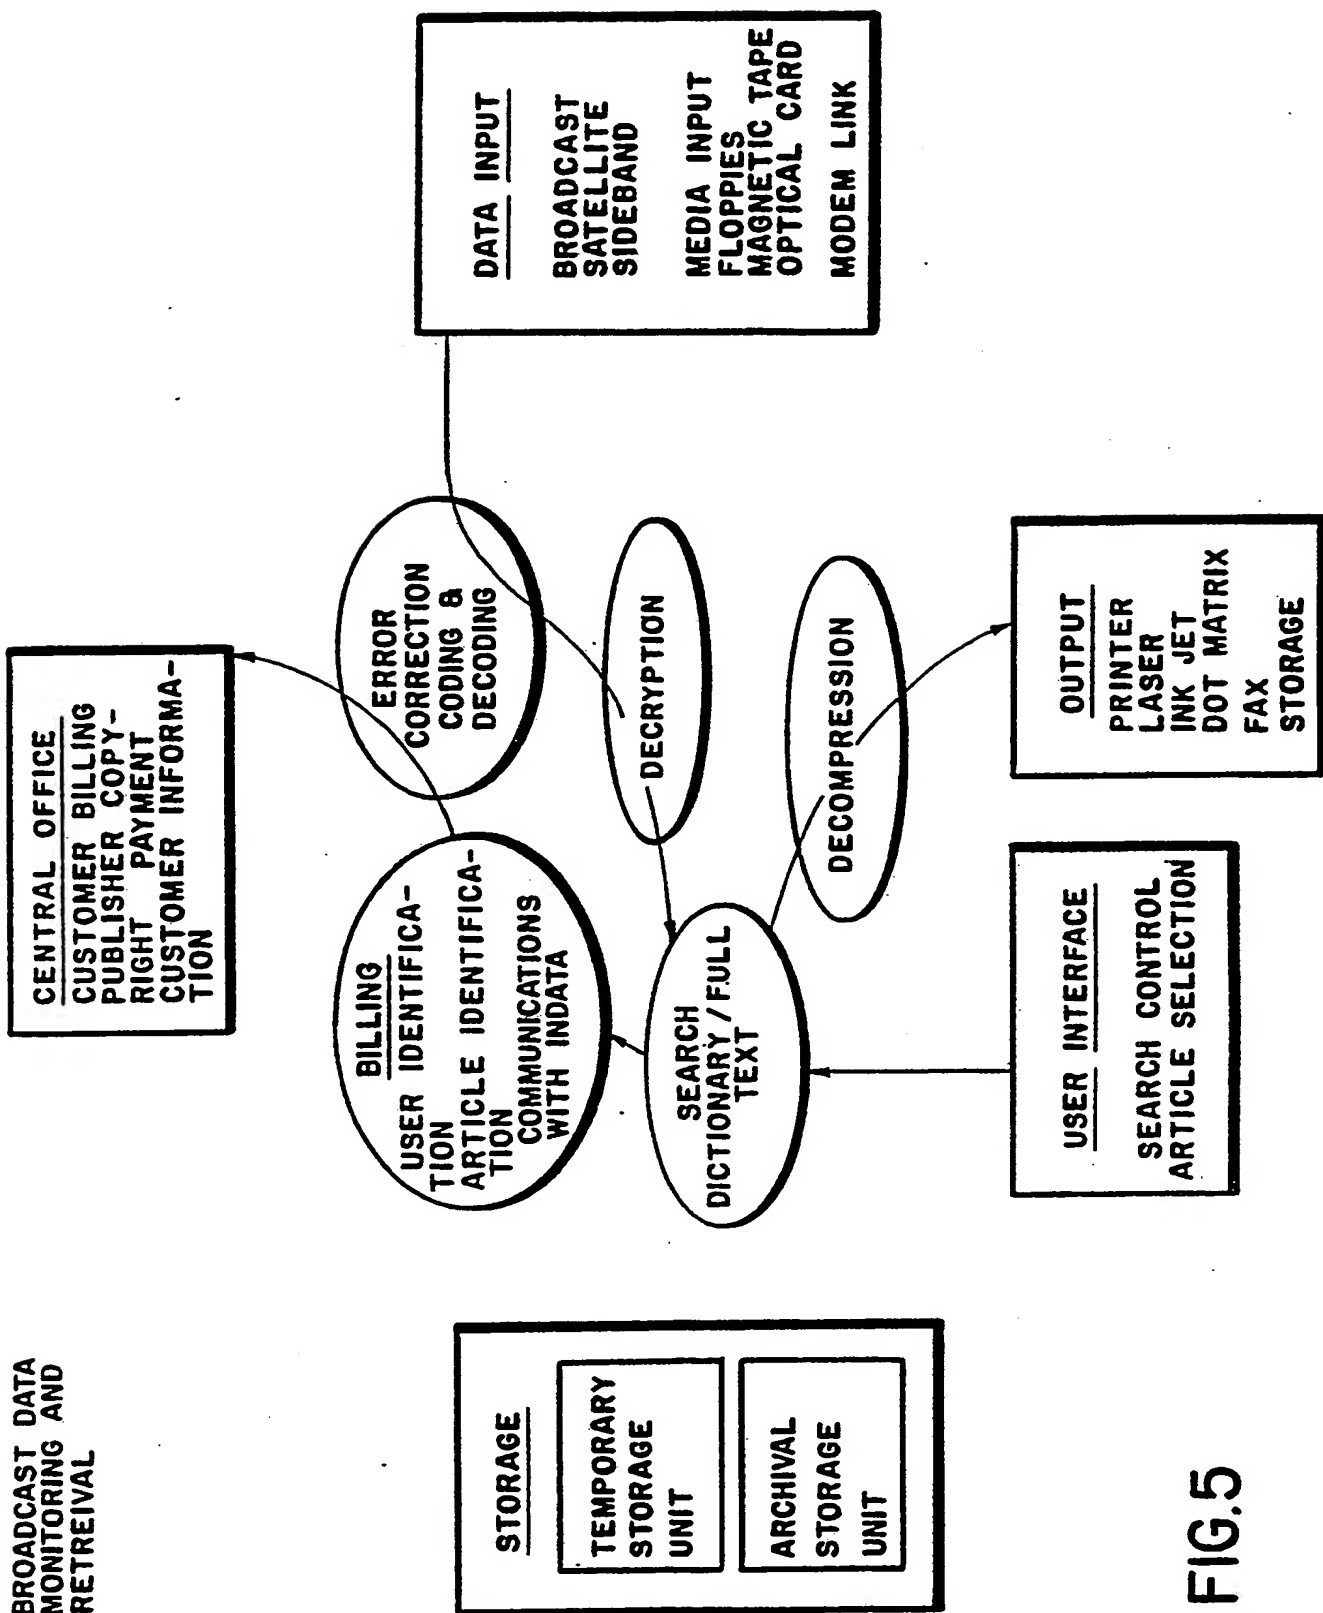 BROADCAST DATA
MONITORING AND
RETREIVAL
CENTRAL OFFICE
CUSTOMER BILLING
PUBLISHER COPY-
RIGHT PAYMENT
CUSTOMER INFORMA-
TION
STORAGE
TEMPORARY
STORAGE
UNIT
ARCHIVAL
STORAGE
UNIT
BILLING
USER IDENTIFICA-
TION
ARTICLE IDENTIFICA-
TION
COMMUNICATIONS
WITH INDATA
ERROR
CORRECTION
CODING &
DECODING
DATA INPUT
BROADCAST
SATELLITE
SIDEBAND
MEDIA INPUT
FLOPPIES
MAGNETIC TAPE
OPTICAL CARD
MODEM LINK
SEARCH
DICTIONARY/FULL
TEXT
DECRYPTION
DECOMPRESSION
USER INTERFACE
SEARCH CONTROL
ARTICLE SELECTION
OUTPUT
PRINTER
LASER
INK JET
DOT MATRIX
FAX
STORAGE
FIG.5